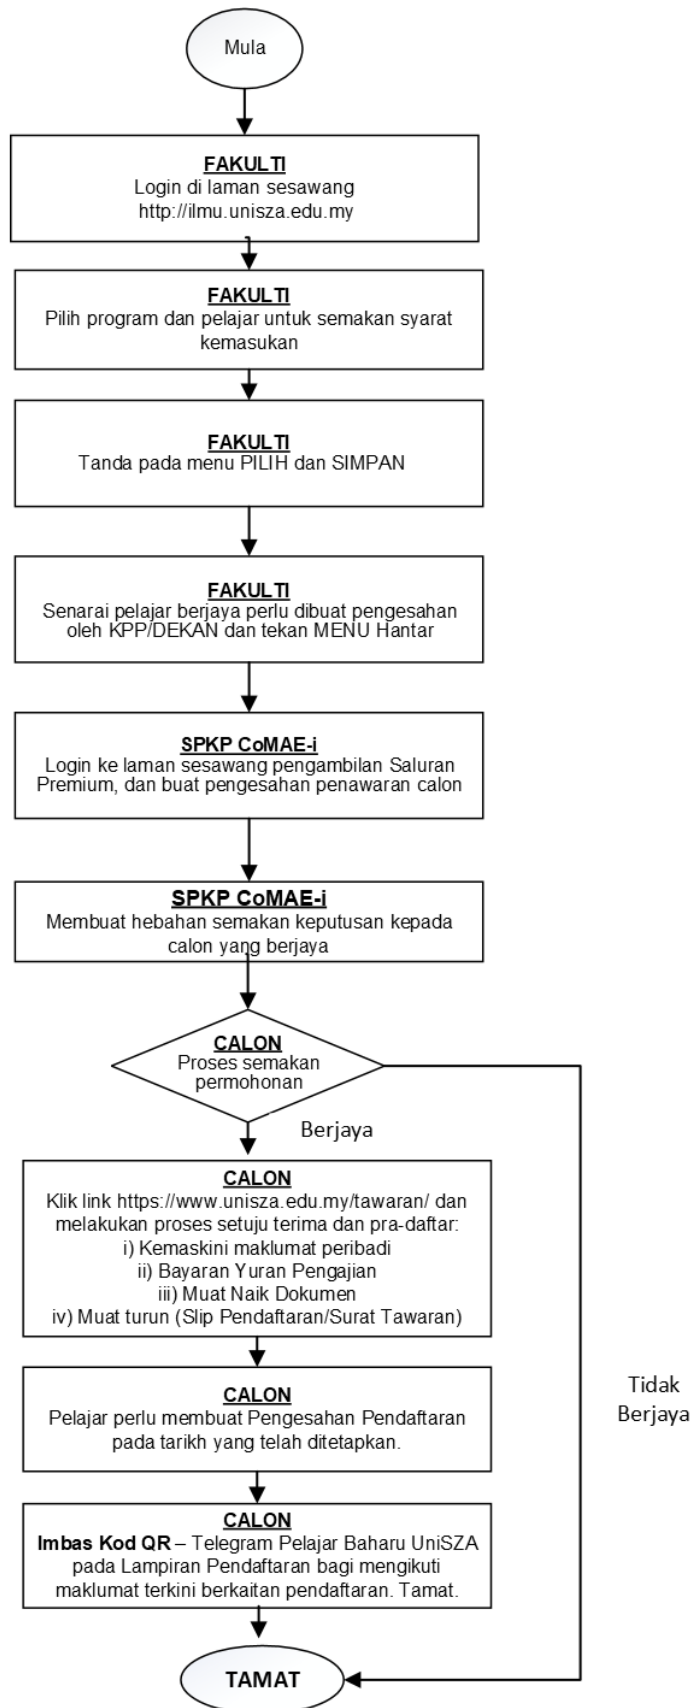 Mula
FAKULTI
Login di laman sesawang
http://ilmu.unisza.edu.my
FAKULTI
Pilih program dan pelajar untuk semakan syarat
kemasukan
FAKULTI
Tanda pada menu PILIH dan SIMPAN
FAKULTI
Senarai pelajar berjaya perlu dibuat pengesahan
oleh KPP/DEKAN dan tekan MENU Hantar
SPKP CoMAE-i
Login ke laman sesawang pengambilan Saluran
Premium, dan buat pengesahan penawaran calon
SPKP CoMAE-i
Membuat hebahan semakan keputusan kepada
calon yang berjaya
CALON
Proses semakan
permohonan
Berjaya
CALON
Klik link https://www.unisza.edu.my/tawaran/ dan
melakukan proses setuju terima dan pra-daftar:
i) Kemaskini maklumat peribadi
ii) Bayaran Yuran Pengajian
iii) Muat Naik Dokumen
iv) Muat turun (Slip Pendaftaran/Surat Tawaran)
Tidak
Berjaya
CALON
Pelajar perlu membuat Pengesahan Pendaftaran
pada tarikh yang telah ditetapkan.
CALON
Imbas Kod QR – Telegram Pelajar Baharu UniSZA
pada Lampiran Pendaftaran bagi mengikuti
maklumat terkini berkaitan pendaftaran. Tamat.
TAMAT